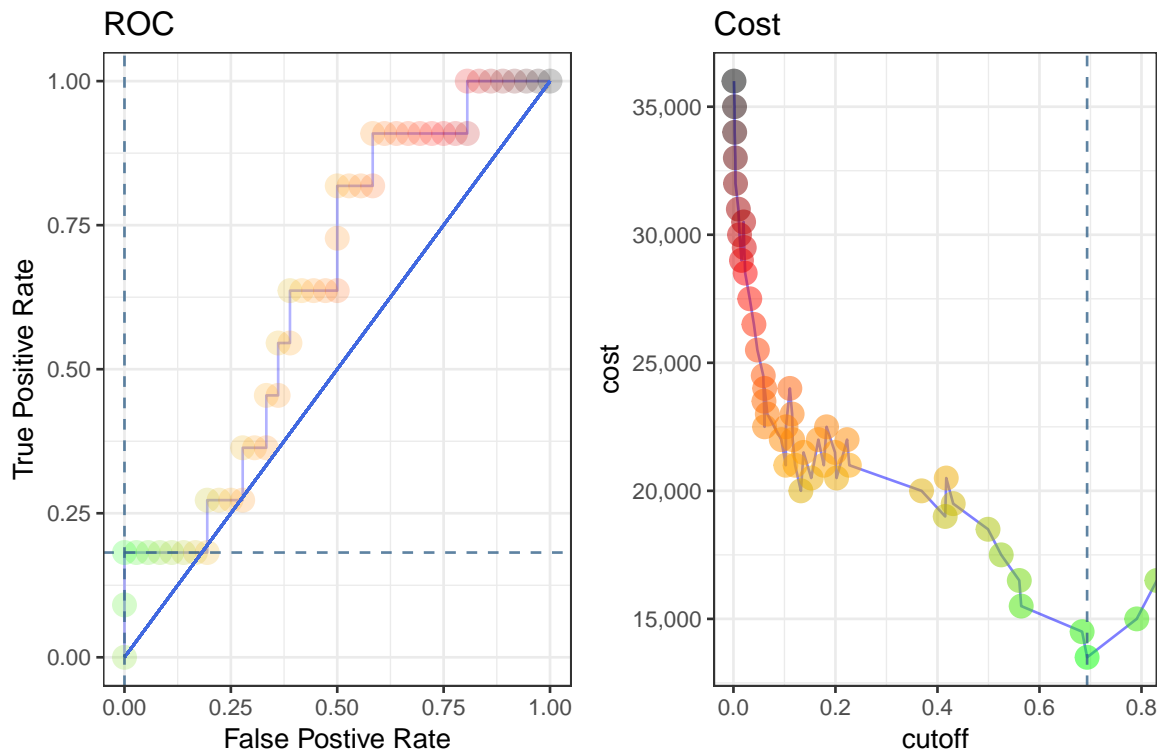 ROC
True Positive Rate
1.00
0.75
0.50
0.25
0.00
0.00 0.25 0.50 0.75 1.00
False Postive Rate
Cost
cost
35,000
30,000
25,000
20,000
15,000
0.0 0.2 0.4 0.6 0.8
cutoff